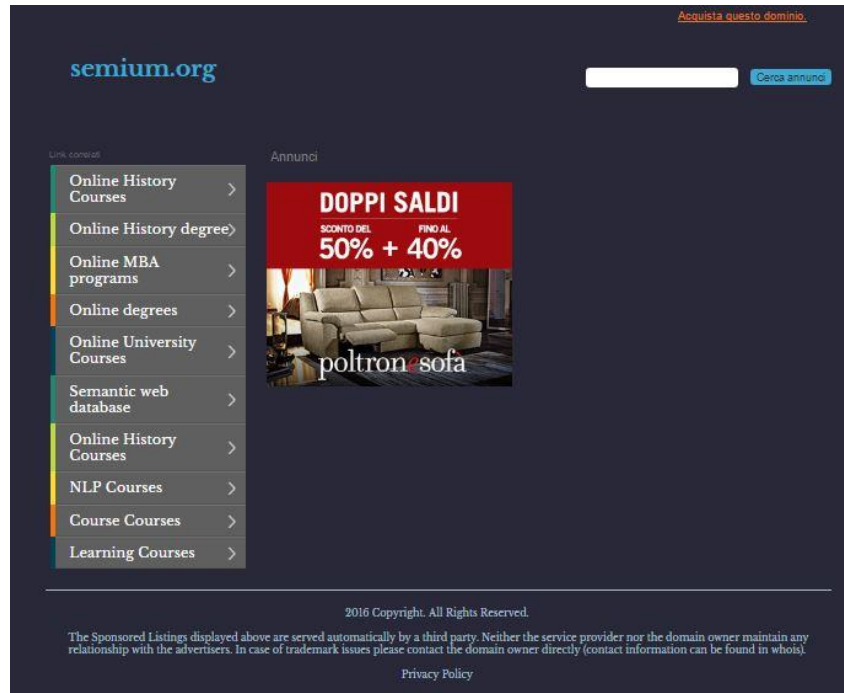 Acquista questo dominio.
semium.org
Cerca annunci
Link correlati
Annunci
Online History
Courses
Online History degree
Online MBA
programs
Online degrees
Online University
Courses
Semantic web
database
Online History
Courses
NLP Courses
Course Courses
Learning Courses
DOPPI SALDI
SCONTO DEL FINO AL
50% + 40%
poltronesofà
2016 Copyright. All Rights Reserved.
The Sponsored Listings displayed above are served automatically by a third party. Neither the service provider nor the domain owner maintain any
relationship with the advertisers. In case of trademark issues please contact the domain owner directly (contact information can be found in whois).
Privacy Policy